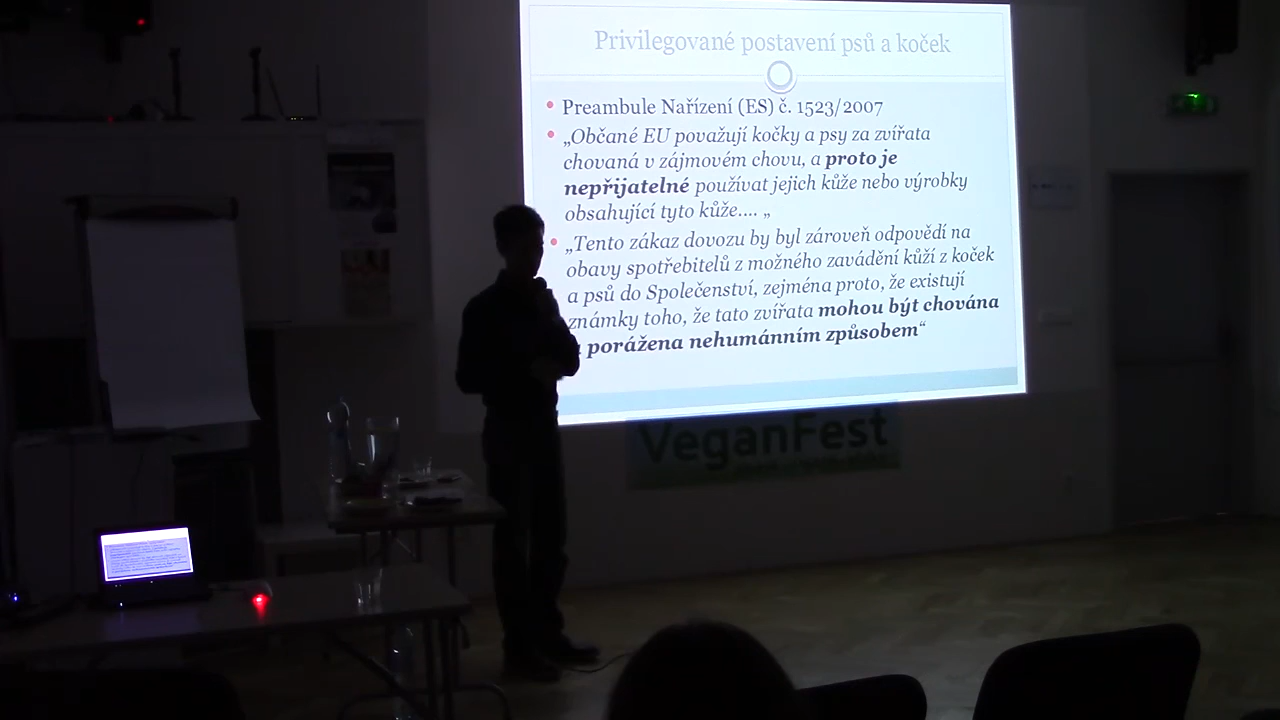 Privilegované postavení psů a koček
Preambule Nařízení (ES) č. 1523/2007
„Občané EU považují kočky a psy za zvířata
chovaná v zájmovém chovu, a proto je
nepřijatelné používat jejich kůže nebo výrobky
obsahující tyto kůže.... „
„Tento zákaz dovozu by byl zároveň odpovědí na
obavy spotřebitelů z možného zavádění kůží z koček
a psů do Společenství, zejména proto, že existují
známky toho, že tato zvířata mohou být chována
porážena nehumánním způsobem“
VeganFest